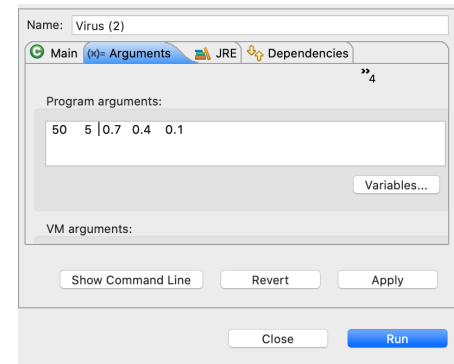 Name: Virus (2)
Main (x)= Arguments JRE Dependencies
»4
Program arguments:
50 5 0.7 0.4 0.1
Variables...
VM arguments:
Show Command Line Revert Apply
Close Run